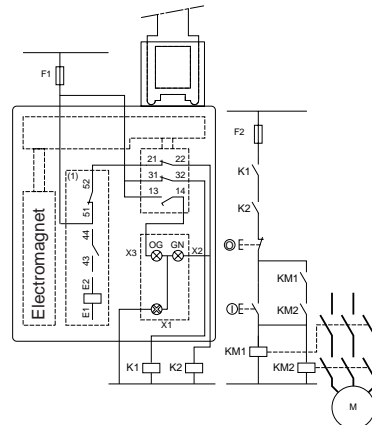 F1
F2
(1)
21 22
31 32
13 14
52
51
44
43
E2
E1
Electromagnet
OG GN
X3 X2
X1
K1
K2
K1 K2
KM1
KM2
KM1
KM2
M